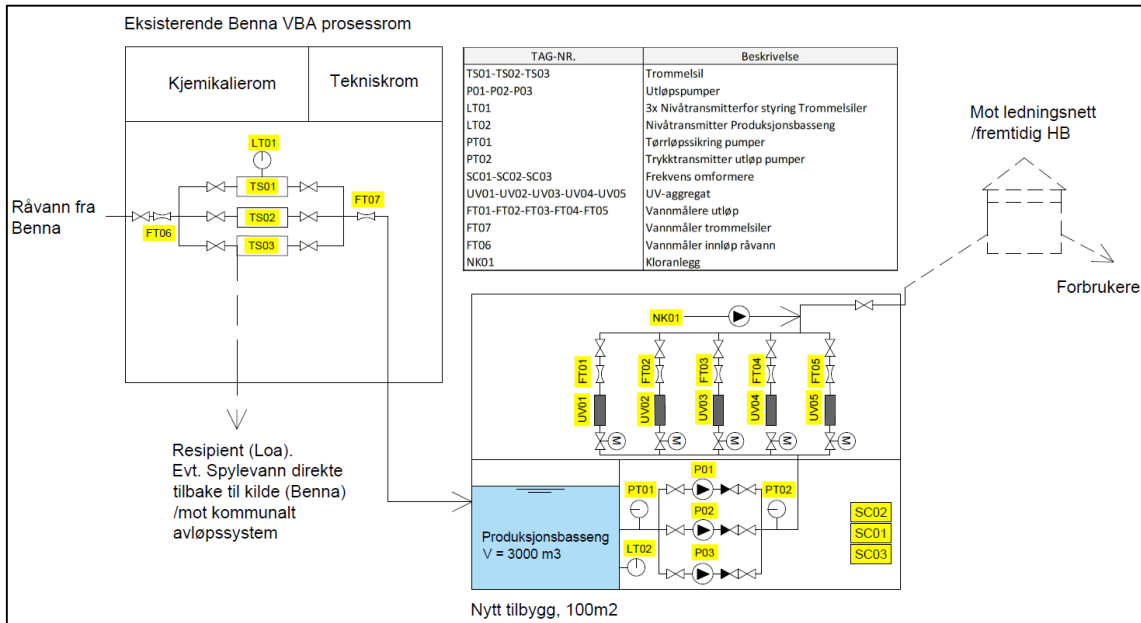 Eksisterende Benna VBA prosessrom
Kjemikalierom
Tekniskrom
LT01
TS01
TS02
TS03
FT07
FT06
Råvann fra
Benna
Resipient (Loa).
Evt. Spylevann direkte
tilbake til kilde (Benna)
/mot kommunalt
avløpssystem
TAG-NR. Beskrivelse
TS01-TS02-TS03 Trommelsil
P01-P02-P03 Utløpspumper
LT01 3x Nivåtransmitterfor styring Trommelsiler
LT02 Nivåtransmitter Produksjonsbasseng
PT01 Tørrløpssikring pumper
PT02 Trykktransmitter utløp pumper
SC01-SC02-SC03 Frekvens omformere
UV01-UV02-UV03-UV04-UV05 UV-aggregat
FT01-FT02-FT03-FT04-FT05 Vannmålere utløp
FT07 Vannmåler trommelsiler
FT06 Vannmåler innløp råvann
NK01 Kloranlegg
Mot ledningsnett
/fremtidig HB
Forbrukere
NK01
FT01 FT02 FT03 FT04 FT05
UV01 UV02 UV03 UV04 UV05
M M M M M
P01
PT01 PT02
P02
P03
LT02
SC02
SC01
SC03
Produksjonsbasseng
V = 3000 m3
Nytt tilbygg, 100m2